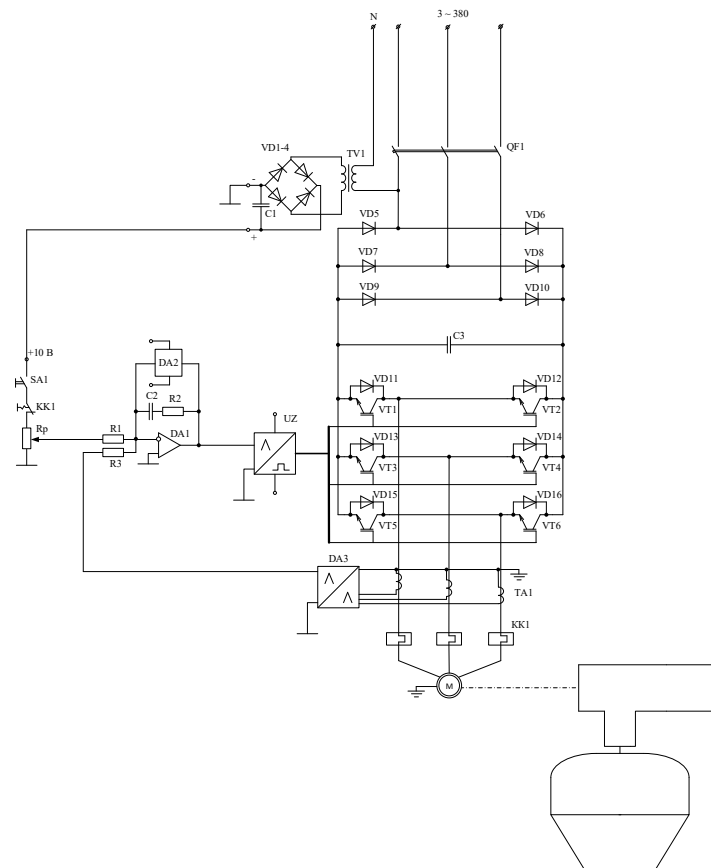 N
3 ~ 380
QF1
VD1-4
TV1
-
C1
+
VD5
VD6
VD7
VD8
VD9
VD10
C3
+10 В
SA1
KK1
Rp
DA2
C2
R2
R1
DA1
R3
UZ
VD11
VD12
VT1
VT2
VD13
VD14
VT3
VT4
VD15
VD16
VT5
VT6
DA3
TA1
KK1
M